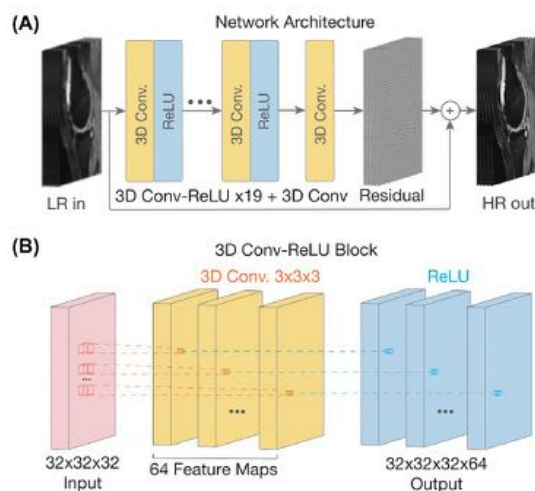 (A)
Network Architecture
3D Conv.
ReLU
3D Conv.
ReLU
3D Conv.
LR in
3D Conv-ReLU x19 + 3D Conv
Residual
+
HR out
(B)
3D Conv-ReLU Block
3D Conv. 3x3x3
ReLU
32x32x32
Input
64 Feature Maps
32x32x32x64
Output